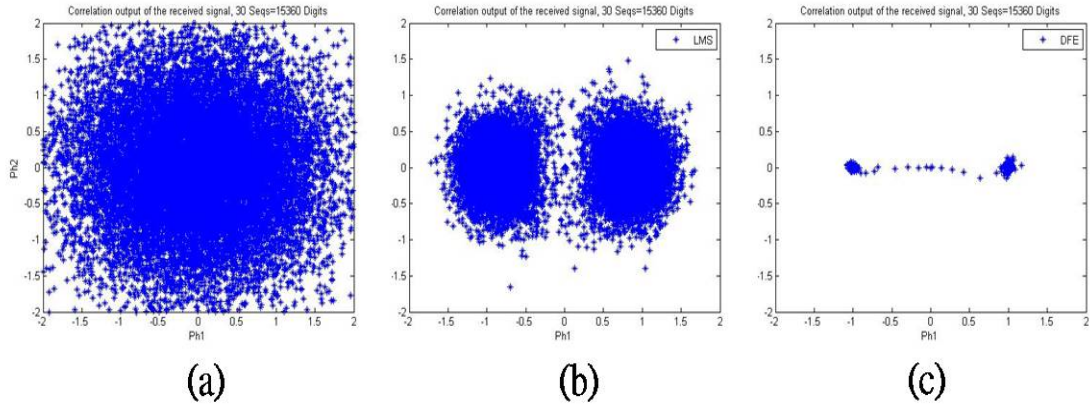 Correlation output of the received signal, 30 Seqs=15360 Digits
2
1.5
1
0.5
0
-0.5
-1
-1.5
-2
Ph2
-2 -1.5 -1 -0.5 0 0.5 1 1.5 2
Ph1
(a)
Correlation output of the received signal, 30 Seqs=15360 Digits
LMS
2
1.5
1
0.5
0
-0.5
-1
-1.5
-2
-2 -1.5 -1 -0.5 0 0.5 1 1.5 2
Ph1
(b)
Correlation output of the received signal, 30 Seqs=15360 Digits
DFE
2
1.5
1
0.5
0
-0.5
-1
-1.5
-2
-2 -1.5 -1 -0.5 0 0.5 1 1.5 2
Ph1
(c)